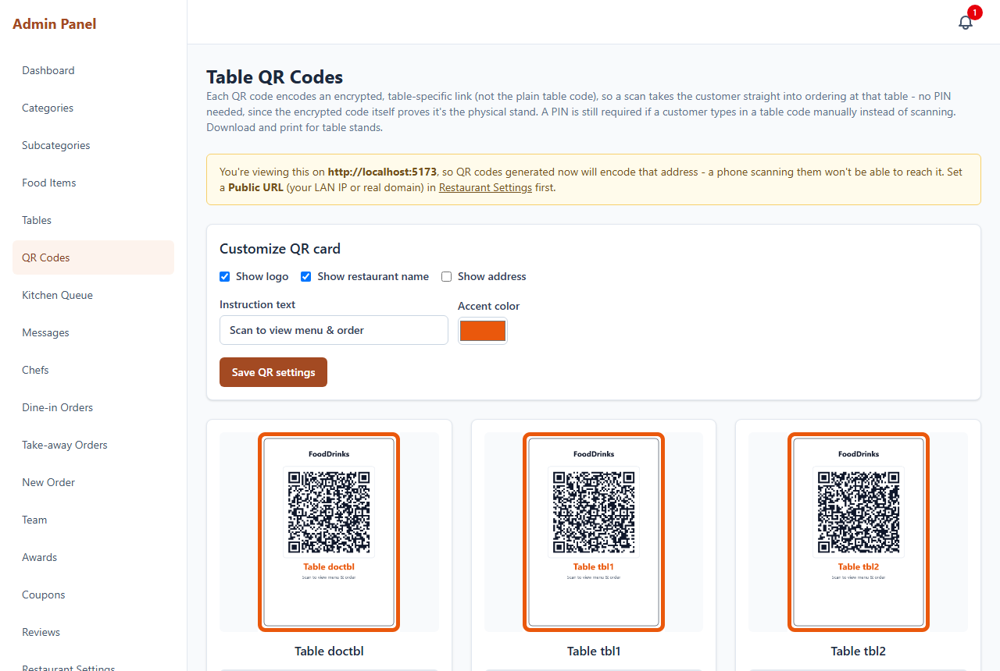 Admin Panel
1
Dashboard
Categories
Subcategories
Food Items
Tables
QR Codes
Kitchen Queue
Messages
Chefs
Dine-in Orders
Take-away Orders
New Order
Team
Awards
Coupons
Reviews
Restaurant Settings
Table QR Codes
Each QR code encodes an encrypted, table-specific link (not the plain table code), so a scan takes the customer straight into ordering at that table - no PIN
needed, since the encrypted code itself proves it's the physical stand. A PIN is still required if a customer types in a table code manually instead of scanning.
Download and print for table stands.
You're viewing this on http://localhost:5173, so QR codes generated now will encode that address - a phone scanning them won't be able to reach it. Set
a Public URL (your LAN IP or real domain) in Restaurant Settings first.
Customize QR card
Show logo Show restaurant name Show address
Instruction text Accent color
Scan to view menu & order
Save QR settings
FoodDrinks FoodDrinks FoodDrinks
Table doctbl Table tbl1 Table tbl2
Scan to view menu & order Scan to view menu & order Scan to view menu & order
Table doctbl Table tbl1 Table tbl2